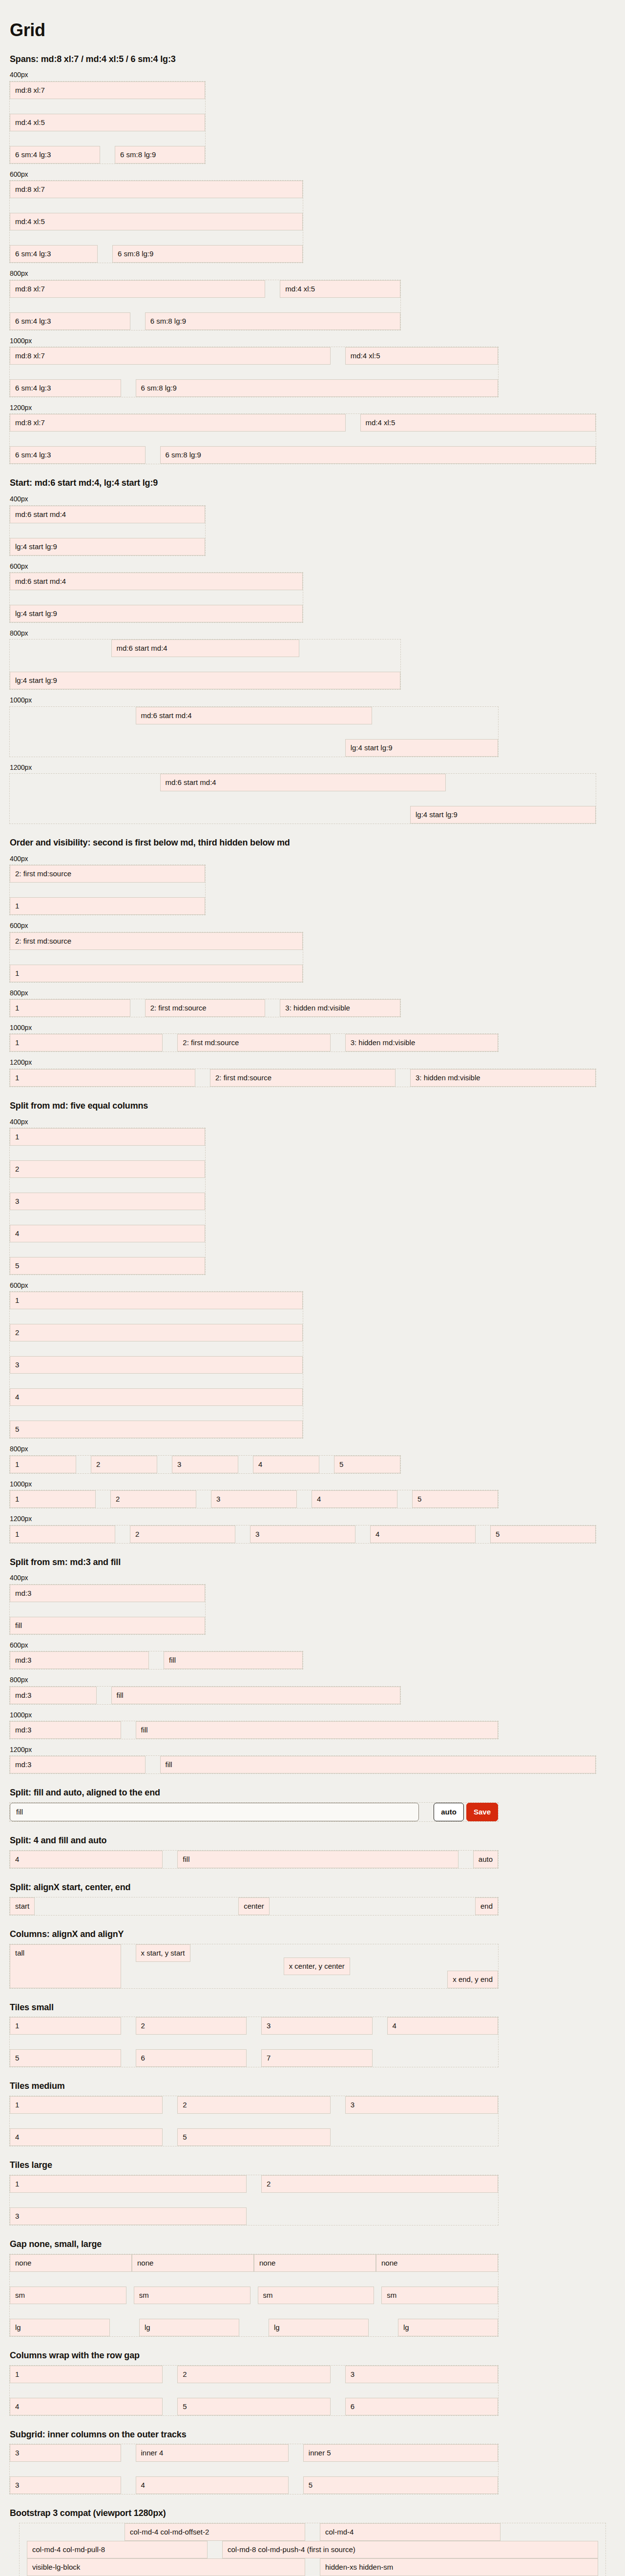 Grid
Spans: md:8 xl:7 / md:4 xl:5 / 6 sm:4 lg:3
400px
md:8 xl:7
md:4 xl:5
6 sm:4 lg:3 6 sm:8 lg:9
600px
md:8 xl:7
md:4 xl:5
6 sm:4 lg:3 6 sm:8 lg:9
800px
md:8 xl:7 md:4 xl:5
6 sm:4 lg:3 6 sm:8 lg:9
1000px
md:8 xl:7 md:4 xl:5
6 sm:4 lg:3 6 sm:8 lg:9
1200px
md:8 xl:7 md:4 xl:5
6 sm:4 lg:3 6 sm:8 lg:9
Start: md:6 start md:4, lg:4 start lg:9
400px
md:6 start md:4
lg:4 start lg:9
600px
md:6 start md:4
lg:4 start lg:9
800px
md:6 start md:4
lg:4 start lg:9
1000px
md:6 start md:4
lg:4 start lg:9
1200px
md:6 start md:4
lg:4 start lg:9
Order and visibility: second is first below md, third hidden below md
400px
2: first md:source
1
600px
2: first md:source
1
800px
1 2: first md:source 3: hidden md:visible
1000px
1 2: first md:source 3: hidden md:visible
1200px
1 2: first md:source 3: hidden md:visible
Split from md: five equal columns
400px
1
2
3
4
5
600px
1
2
3
4
5
800px
1 2 3 4 5
1000px
1 2 3 4 5
1200px
1 2 3 4 5
Split from sm: md:3 and fill
400px
md:3
fill
600px
md:3 fill
800px
md:3 fill
1000px
md:3 fill
1200px
md:3 fill
Split: fill and auto, aligned to the end
fill auto Save
Split: 4 and fill and auto
4 fill auto
Split: alignX start, center, end
start center end
Columns: alignX and alignY
tall x start, y start
x center, y center
x end, y end
Tiles small
1 2 3 4
5 6 7
Tiles medium
1 2 3
4 5
Tiles large
1 2
3
Gap none, small, large
none none none none
sm sm sm sm
lg lg lg lg
Columns wrap with the row gap
1 2 3
4 5 6
Subgrid: inner columns on the outer tracks
3 inner 4 inner 5
3 4 5
Bootstrap 3 compat (viewport 1280px)
col-md-4 col-md-offset-2 col-md-4
col-md-4 col-md-pull-8 col-md-8 col-md-push-4 (first in source)
visible-lg-block hidden-xs hidden-sm